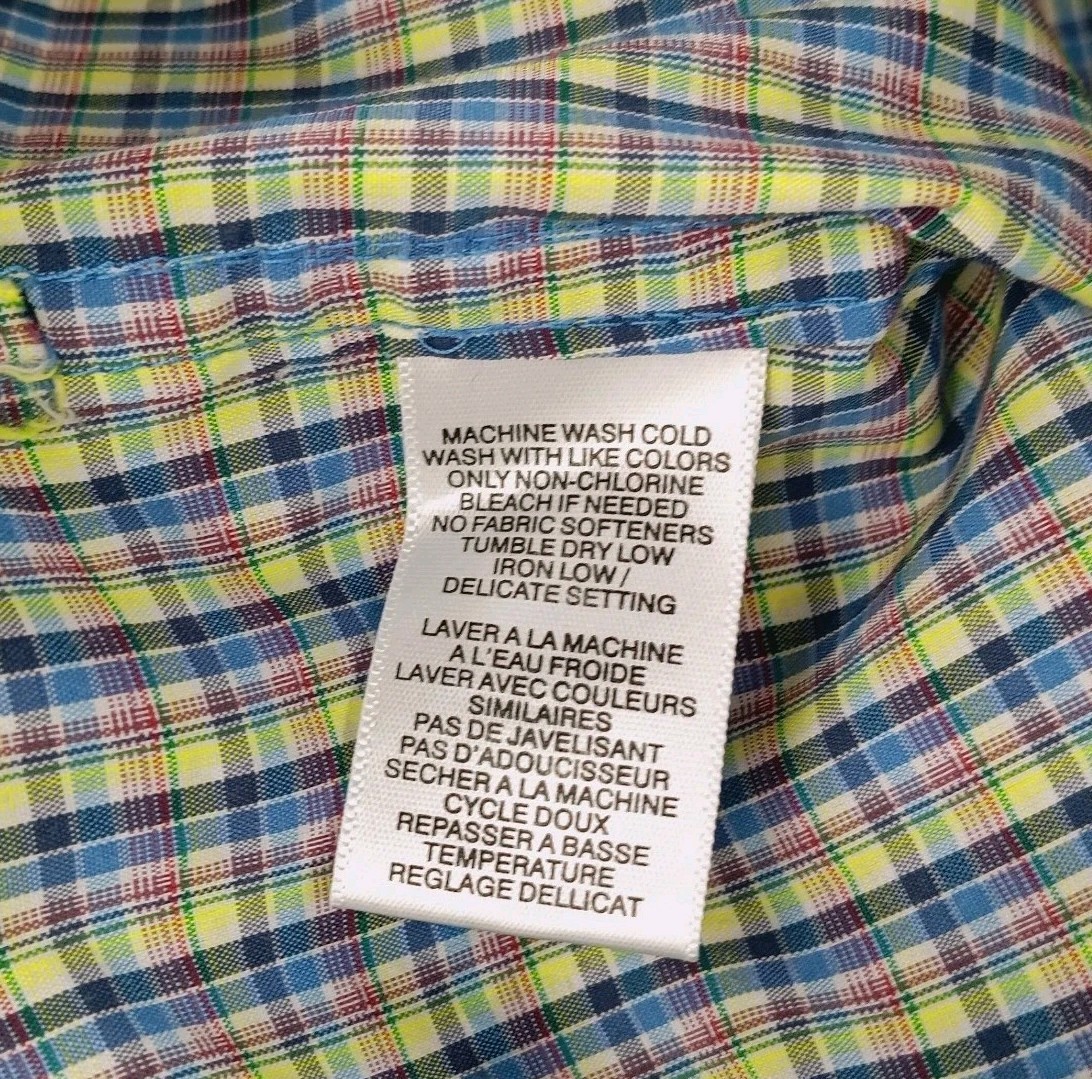 MACHINE WASH COLD
WASH WITH LIKE COLORS
ONLY NON-CHLORINE
BLEACH IF NEEDED
NO FABRIC SOFTENERS
TUMBLE DRY LOW
IRON LOW /
DELICATE SETTING
LAVER A LA MACHINE
A L'EAU FROIDE
LAVER AVEC COULEURS
SIMILAIRES
PAS DE JAVELISANT
PAS D'ADOUCISSEUR
SECHER A LA MACHINE
CYCLE DOUX
REPASSER A BASSE
TEMPERATURE
REGLAGE DELLICAT